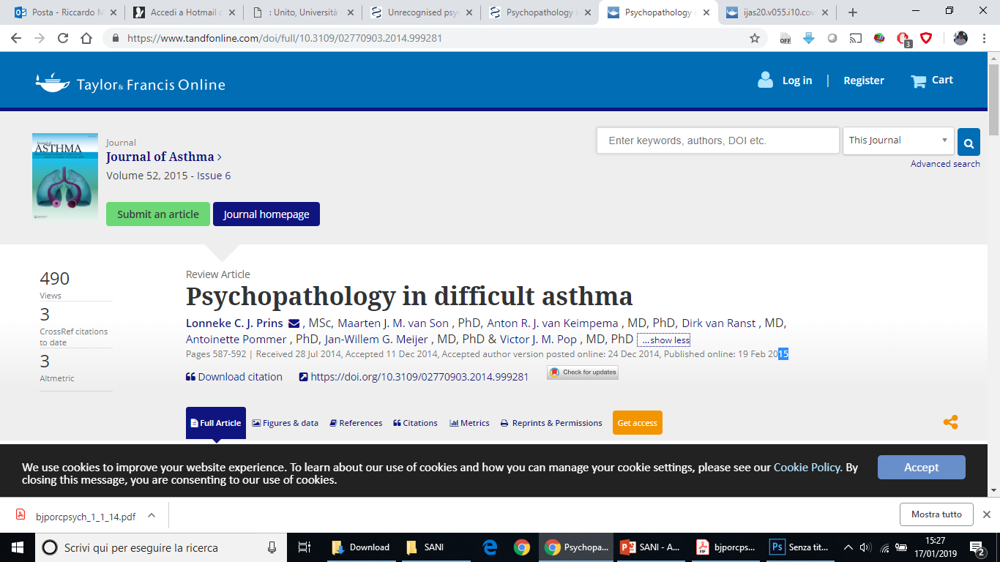 Posta - Riccardo M
Accedi a Hotmail c
: Unito, Università
Unrecognised psyc
Psychopathology i
Psychopathology i
ijas20.v055.i10.cov
https://www.tandfonline.com/doi/full/10.3109/02770903.2014.999281
OFF
3
Taylor & Francis Online
Log in | Register Cart
Journal of
ASTHMA
Journal
Journal of Asthma >
Volume 52, 2015 - Issue 6
Enter keywords, authors, DOI etc.
This Journal
Advanced search
Submit an article
Journal homepage
490
Views
3
CrossRef citations
to date
3
Altmetric
Review Article
Psychopathology in difficult asthma
Lonneke C. J. Prins , MSc, Maarten J. M. van Son , PhD, Anton R. J. van Keimpema , MD, PhD, Dirk van Ranst , MD,
Antoinette Pommer , PhD, Jan-Willem G. Meijer , MD, PhD & Victor J. M. Pop , MD, PhD ...show less
Pages 587-592 | Received 28 Jul 2014, Accepted 11 Dec 2014, Accepted author version posted online: 24 Dec 2014, Published online: 19 Feb 2015
Download citation
https://doi.org/10.3109/02770903.2014.999281
Check for updates
Full Article
Figures & data
References
Citations
Metrics
Reprints & Permissions
Get access
We use cookies to improve your website experience. To learn about our use of cookies and how you can manage your cookie settings, please see our Cookie Policy. By
closing this message, you are consenting to our use of cookies.
Accept
bjporcpsych_1_1_14.pdf
Mostra tutto
Scrivi qui per eseguire la ricerca
Download
SANI
Psychopa...
SANI - A...
bjporcps...
Senza tit...
15:27
17/01/2019
2